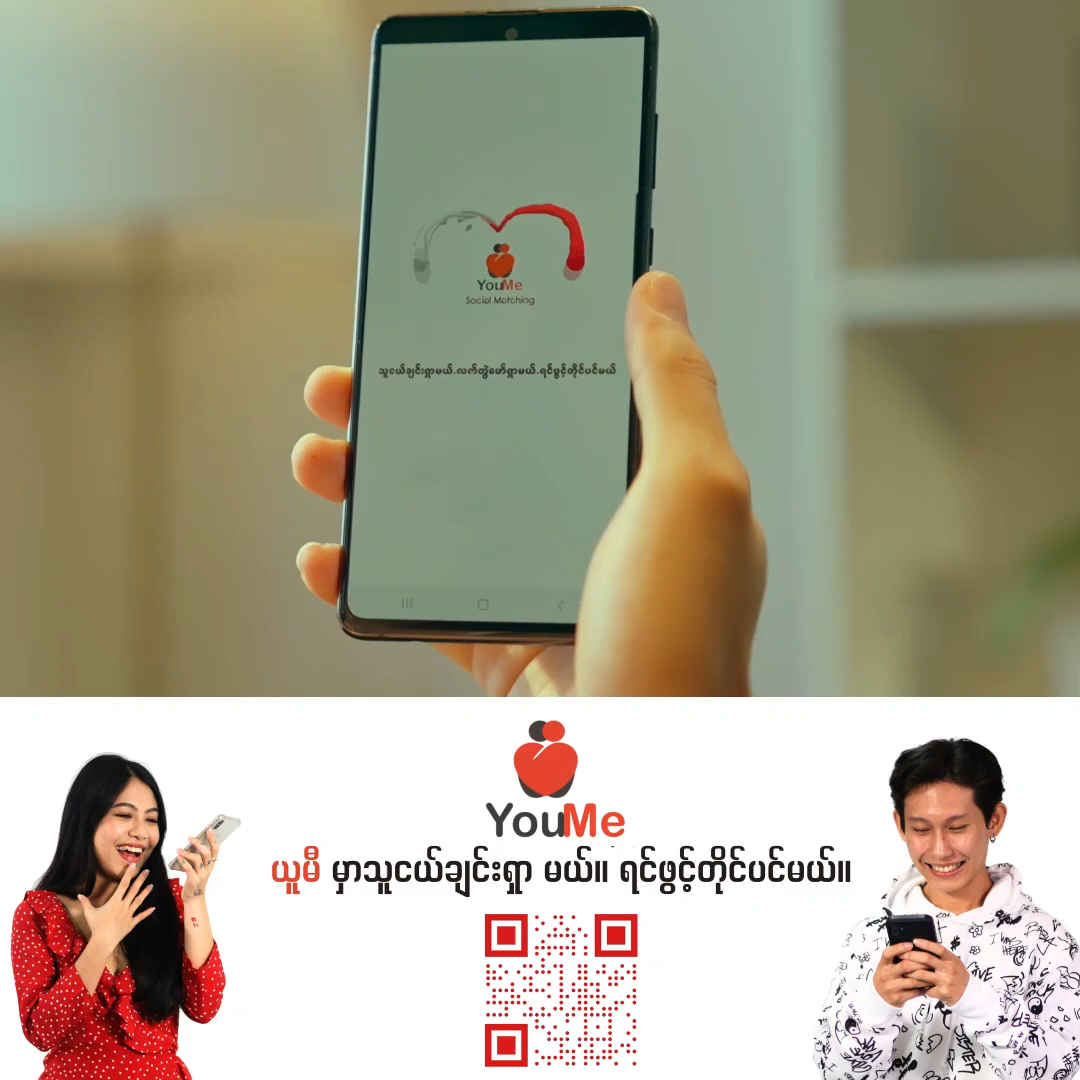 YouMe
Social Matching
သူငယ်ချင်းရှာမယ်.လက်တွဲဖော်ရှာမယ်.ရင်ဖွင့်တိုင်ပင်မယ်
YouMe
ယူမီ မှာသူငယ်ချင်းရှာ မယ်။ ရင်ဖွင့်တိုင်ပင်မယ်။